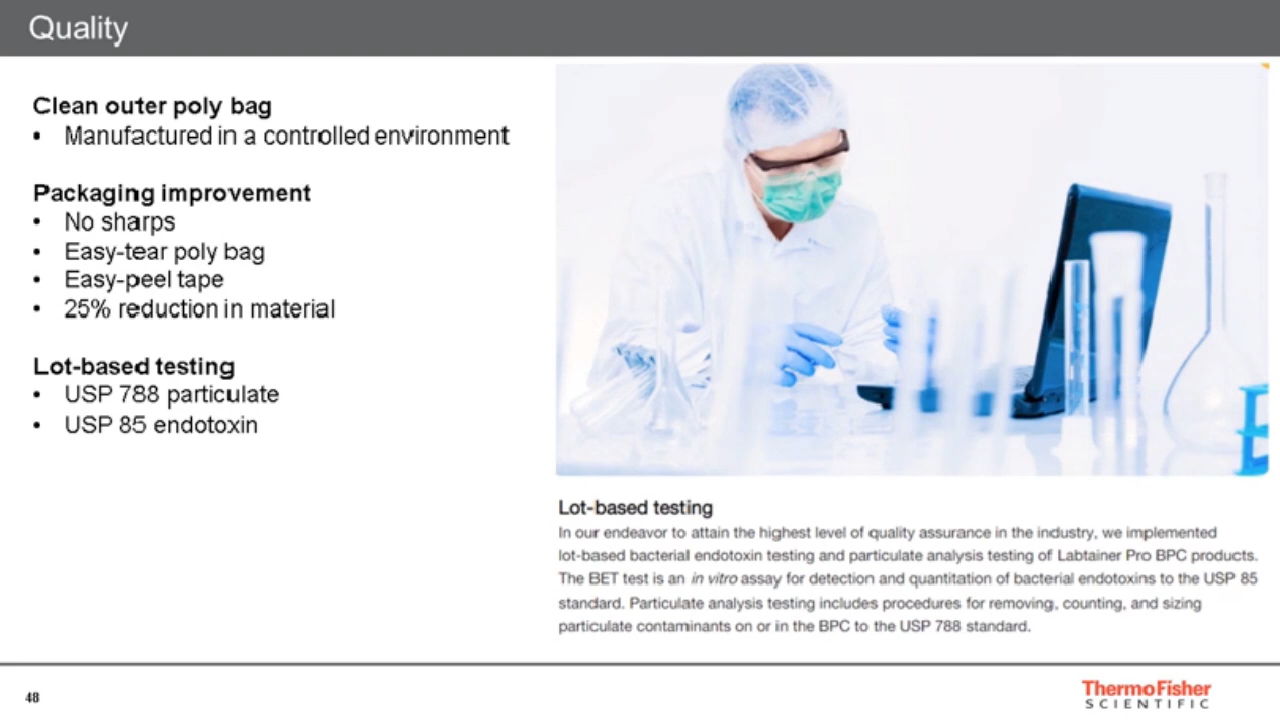 Quality
Clean outer poly bag
• Manufactured in a controlled environment
Packaging improvement
• No sharps
• Easy-tear poly bag
• Easy-peel tape
• 25% reduction in material
Lot-based testing
• USP 788 particulate
• USP 85 endotoxin
Lot-based testing
In our endeavor to attain the highest level of quality assurance in the industry, we implemented
lot-based bacterial endotoxin testing and particulate analysis testing of Labtainer Pro BPC products.
The BET test is an in vitro assay for detection and quantitation of bacterial endotoxins to the USP 85
standard. Particulate analysis testing includes procedures for removing, counting, and sizing
particulate contaminants on or in the BPC to the USP 788 standard.
48
ThermoFisher
SCIENTIFIC